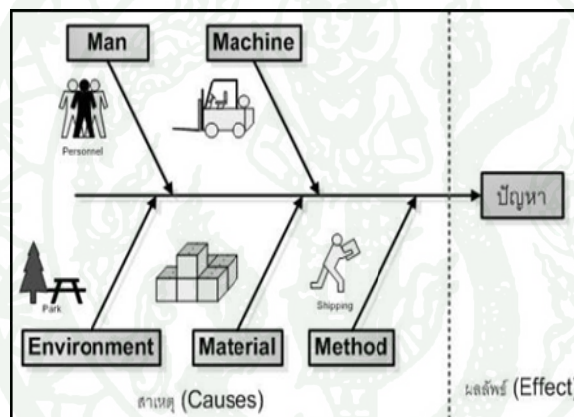 Man
Machine
Personnel
ปัญหา
Park
Shipping
Environment
Material
Method
สาเหตุ (Causes)
ผลลัพธ์ (Effect)